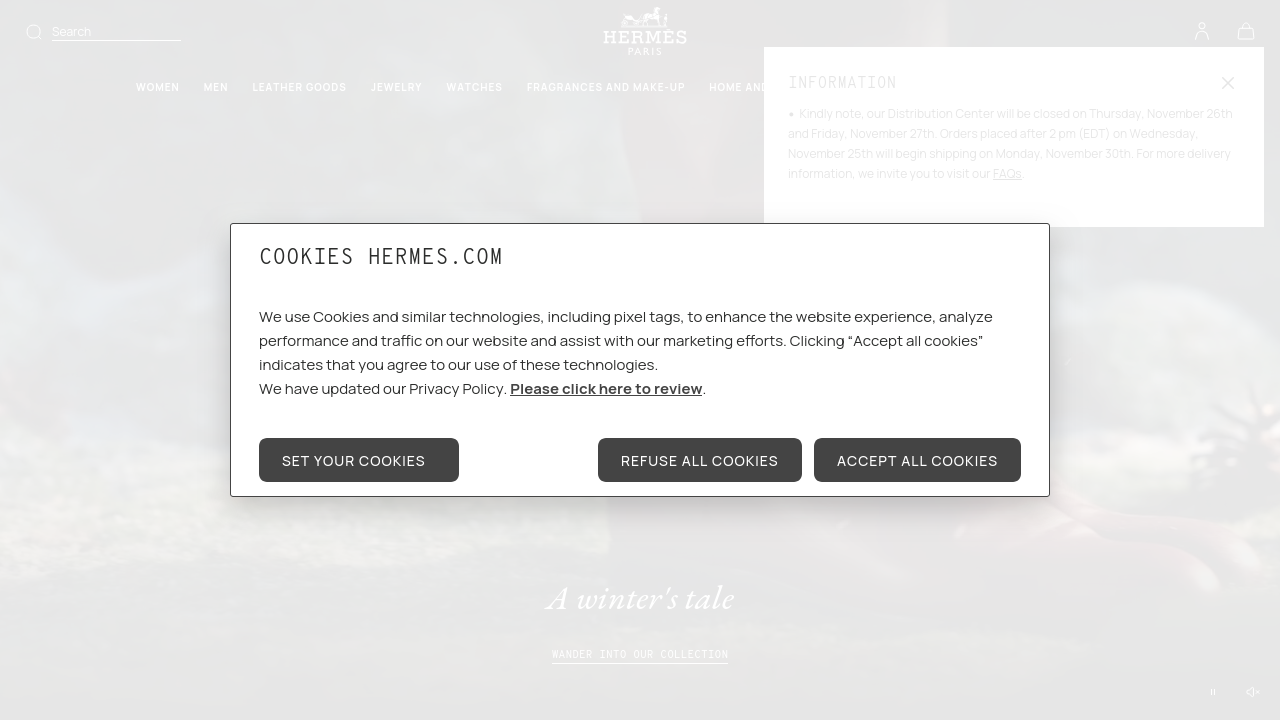 Search
HERMÈS
PARIS
WOMEN MEN LEATHER GOODS JEWELRY WATCHES FRAGRANCES AND MAKE-UP HOME AND
INFORMATION
• Kindly note, our Distribution Center will be closed on Thursday, November 26th
and Friday, November 27th. Orders placed after 2 pm (EDT) on Wednesday,
November 25th will begin shipping on Monday, November 30th. For more delivery
information, we invite you to visit our FAQs.
COOKIES HERMES.COM
We use Cookies and similar technologies, including pixel tags, to enhance the website experience, analyze
performance and traffic on our website and assist with our marketing efforts. Clicking “Accept all cookies”
indicates that you agree to our use of these technologies.
We have updated our Privacy Policy. Please click here to review.
SET YOUR COOKIES REFUSE ALL COOKIES ACCEPT ALL COOKIES
A winter's tale
WANDER INTO OUR COLLECTION